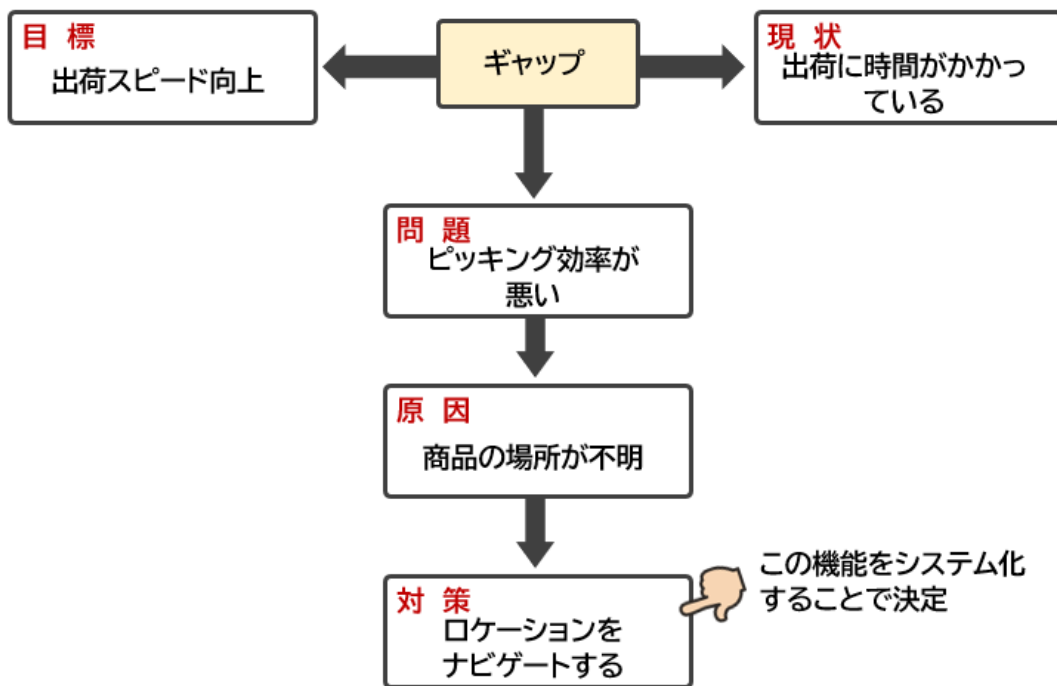 目 標
出荷スピード向上
ギャップ
現 状
出荷に時間がかかっ
ている
問 題
ピッキング効率が
悪い
原 因
商品の場所が不明
対 策
ロケーションを
ナビゲートする
この機能をシステム化
することで決定